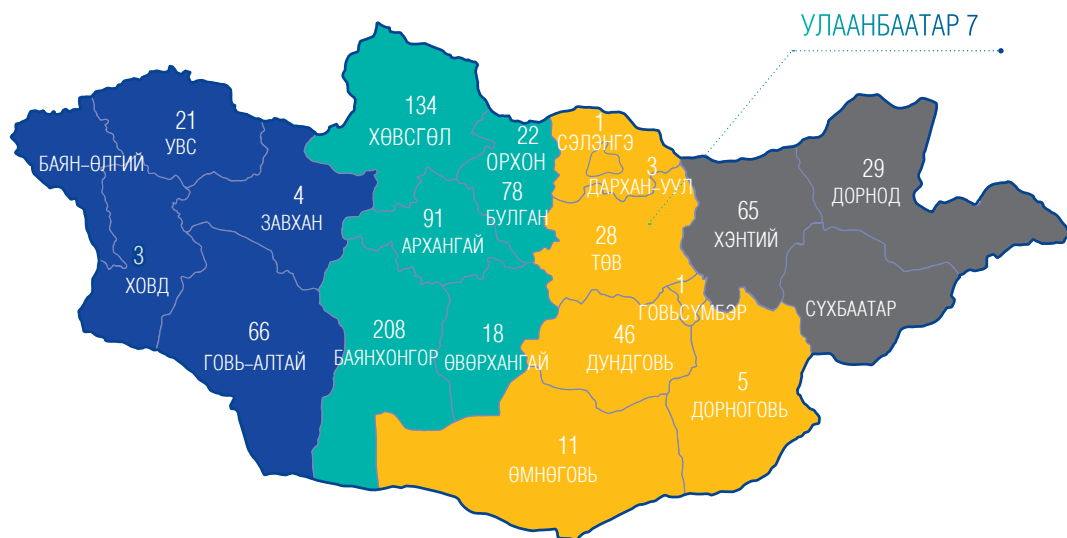 УЛААНБААТАР 7
21
УВС
БАЯН-ӨЛГИЙ
4
ЗАВХАН
3
ХОВД
66
ГОВЬ-АЛТАЙ
134
ХӨВСГӨЛ
22
ОРХОН
78
БУЛГАН
91
АРХАНГАЙ
208
БАЯНХОНГОР
18
ӨВӨРХАНГАЙ
1
СЭЛЭНГЭ
3
ДАРХАН-УУЛ
28
ТӨВ
1
ГОВЬСҮМБЭР
46
ДУНДГОВЬ
5
ДОРНОГОВЬ
11
ӨМНӨГОВЬ
65
ХЭНТИЙ
29
ДОРНОД
СҮХБААТАР